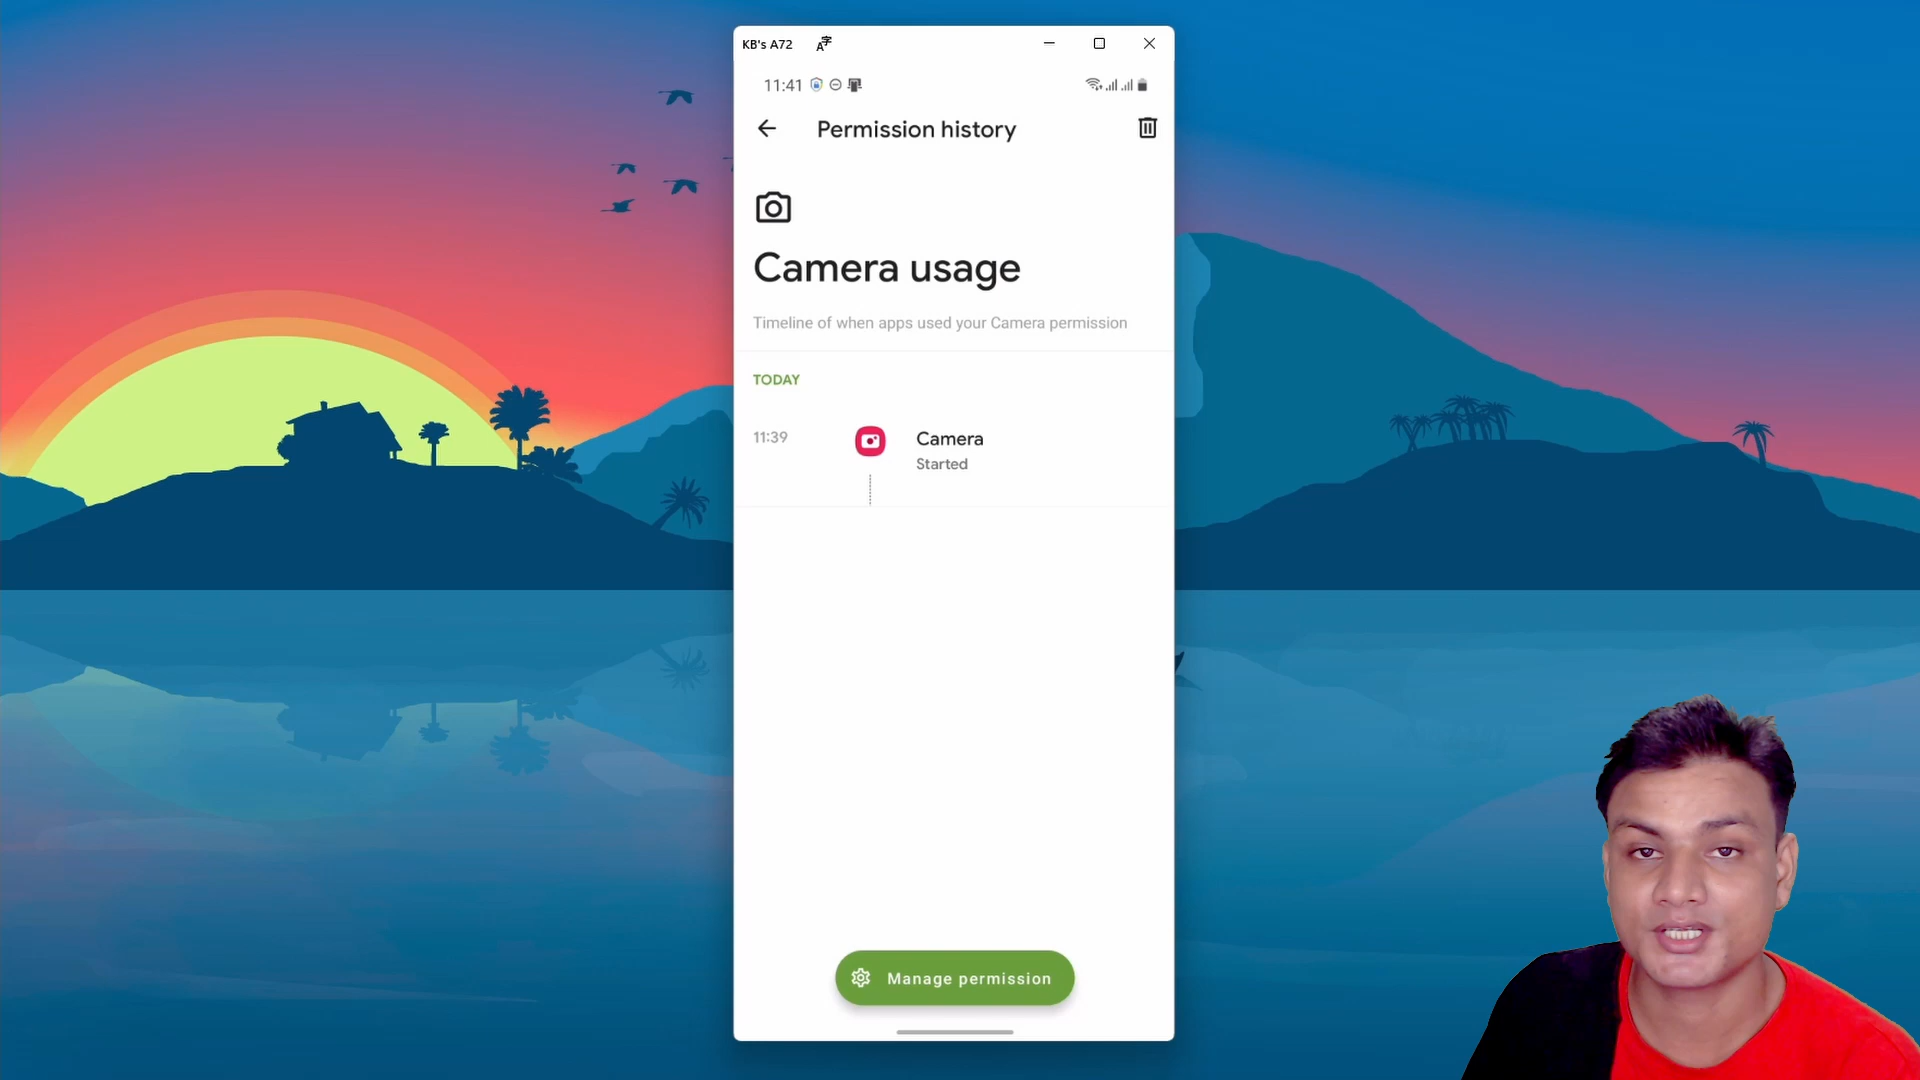 KB's A72
11:41
Permission history
Camera usage
Timeline of when apps used your Camera permission
TODAY
11:39
Camera
Started
Manage permission